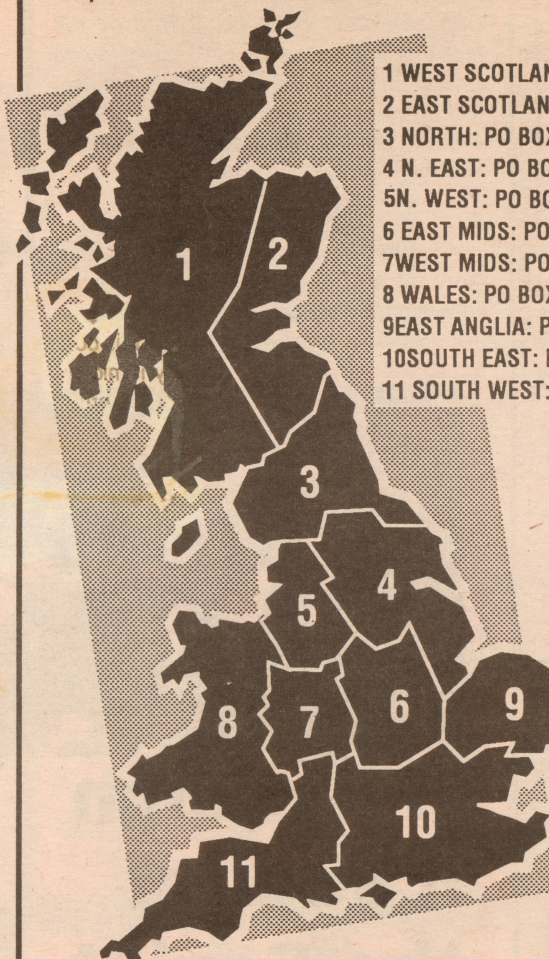 1 WEST SCOTLAN
2 EAST SCOTLAN
3 NORTH: PO BOX
4 N. EAST: PO BO
5N. WEST: PO BO
6 EAST MIDS: PO
7WEST MIDS: PO
8 WALES: PO BOX
9EAST ANGLIA: P
10SOUTH EAST:
11 SOUTH WEST:
1
2
3
4
5
6
7
8
9
10
11